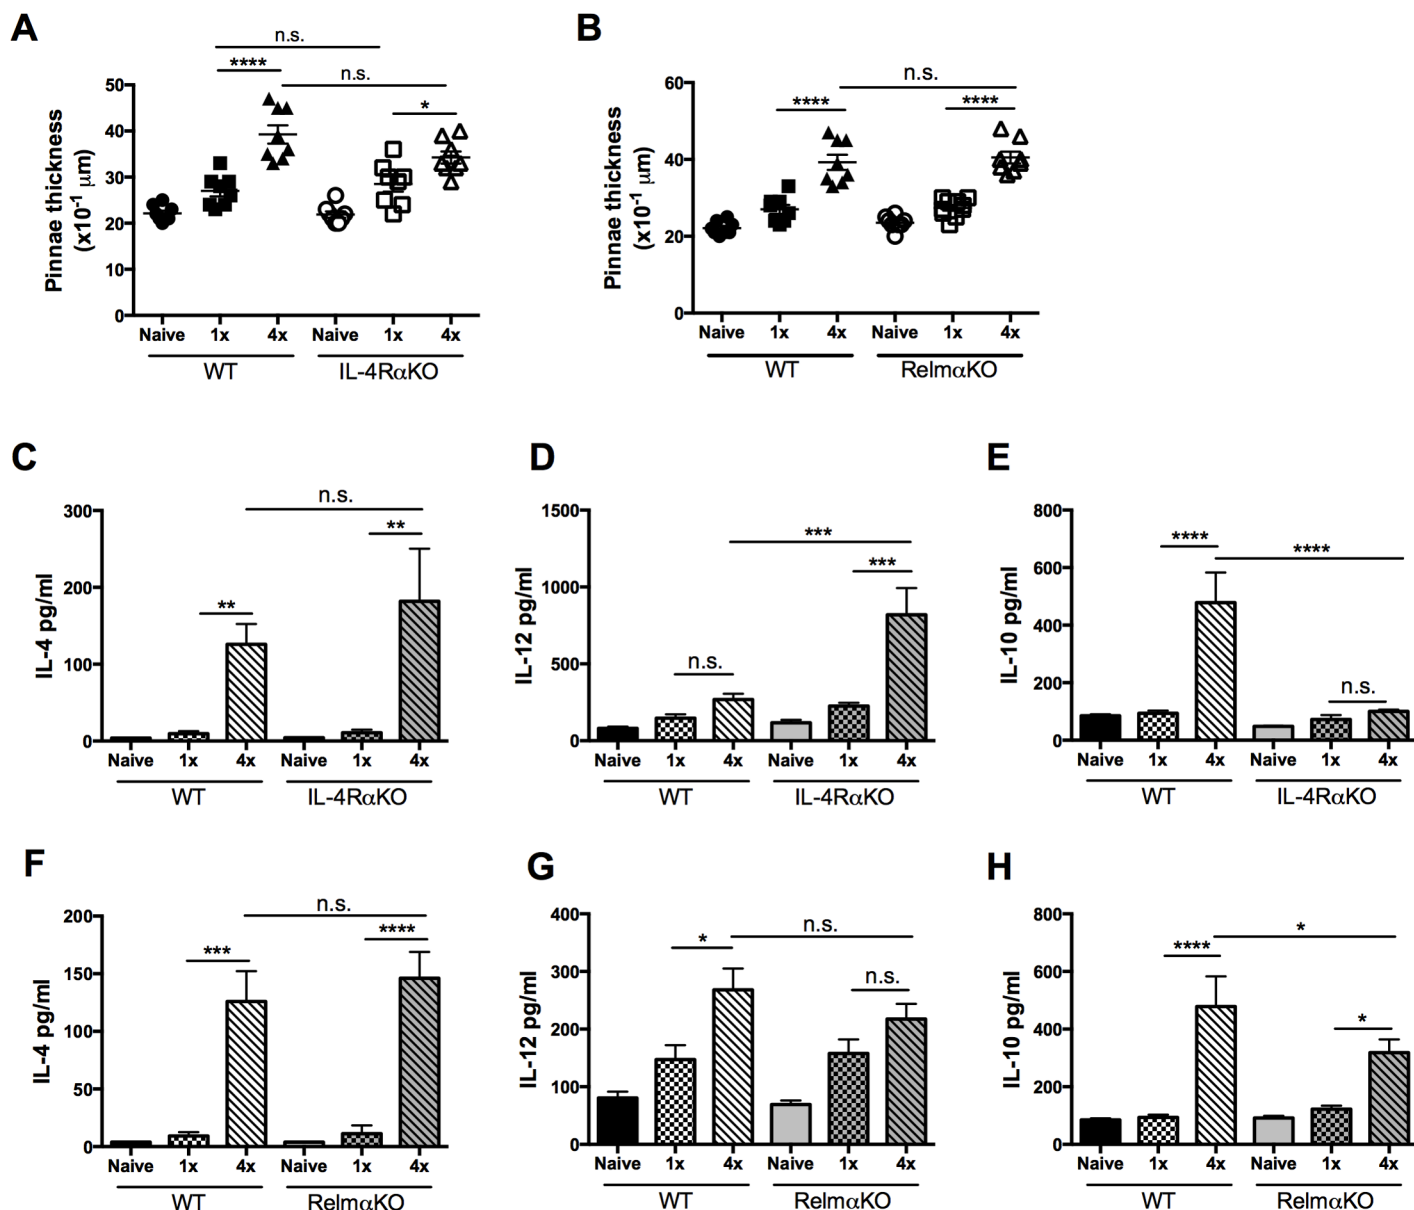 A
n.s.
****
n.s.
*
Pinnae thickness
(x10-1 μm)
50
40
30
20
10
0
Naive 1x 4x Naive 1x 4x
WT IL-4RαKO
B
n.s.
**** ****
Pinnae thickness
(x10-1 μm)
60
40
20
0
Naive 1x 4x Naive 1x 4x
WT RelmαKO
C
n.s.
**
**
IL-4 pg/ml
300
200
100
0
Naive 1x 4x Naive 1x 4x
WT IL-4RαKO
D
***
***
n.s.
IL-12 pg/ml
1500
1000
500
0
Naive 1x 4x Naive 1x 4x
WT IL-4RαKO
E
****
****
n.s.
IL-10 pg/ml
800
600
400
200
0
Naive 1x 4x Naive 1x 4x
WT IL-4RαKO
F
n.s.
****
***
IL-4 pg/ml
200
150
100
50
0
Naive 1x 4x Naive 1x 4x
WT RelmαKO
G
n.s.
*
n.s.
IL-12 pg/ml
400
300
200
100
0
Naive 1x 4x Naive 1x 4x
WT RelmαKO
H
*
****
*
IL-10 pg/ml
800
600
400
200
0
Naive 1x 4x Naive 1x 4x
WT RelmαKO